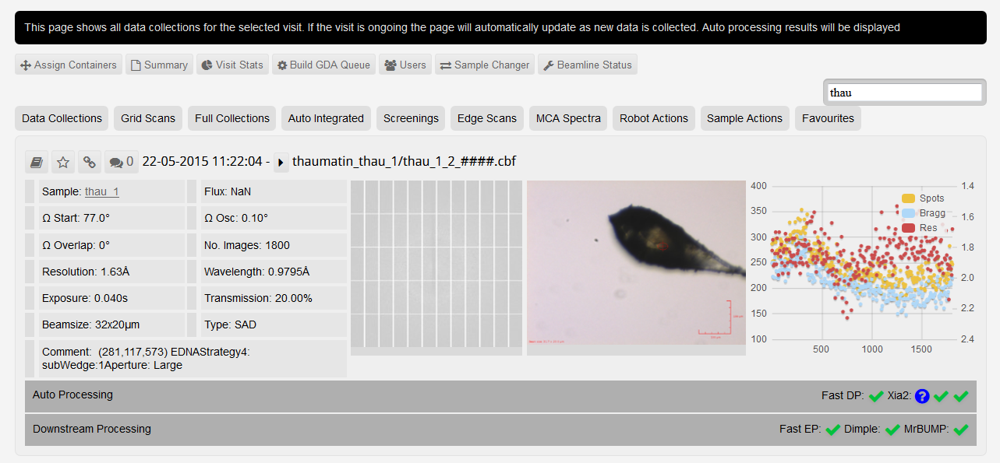 This page shows all data collections for the selected visit. If the visit is ongoing the page will automatically update as new data is collected. Auto processing results will be displayed
Assign Containers Summary Visit Stats Build GDA Queue Users Sample Changer Beamline Status
thau
Data Collections Grid Scans Full Collections Auto Integrated Screenings Edge Scans MCA Spectra Robot Actions Sample Actions Favourites
0 22-05-2015 11:22:04 - thaumatin_thau_1/thau_1_2_####.cbf
Sample: thau_1 Flux: NaN
Ω Start: 77.0° Ω Osc: 0.10°
Ω Overlap: 0° No. Images: 1800
Resolution: 1.63Å Wavelength: 0.9795Å
Exposure: 0.040s Transmission: 20.00%
Beamsize: 32x20μm Type: SAD
Comment: (281,117,573) EDNAStrategy4:
subWedge:1Aperture: Large
400 1.4
Spots
350 Bragg 1.6
Res
300 1.8
250 2.0
200
150 2.2
100 2.4
500 1000 1500
Auto Processing Fast DP: Xia2: ?
Downstream Processing Fast EP: Dimple: MrBUMP: